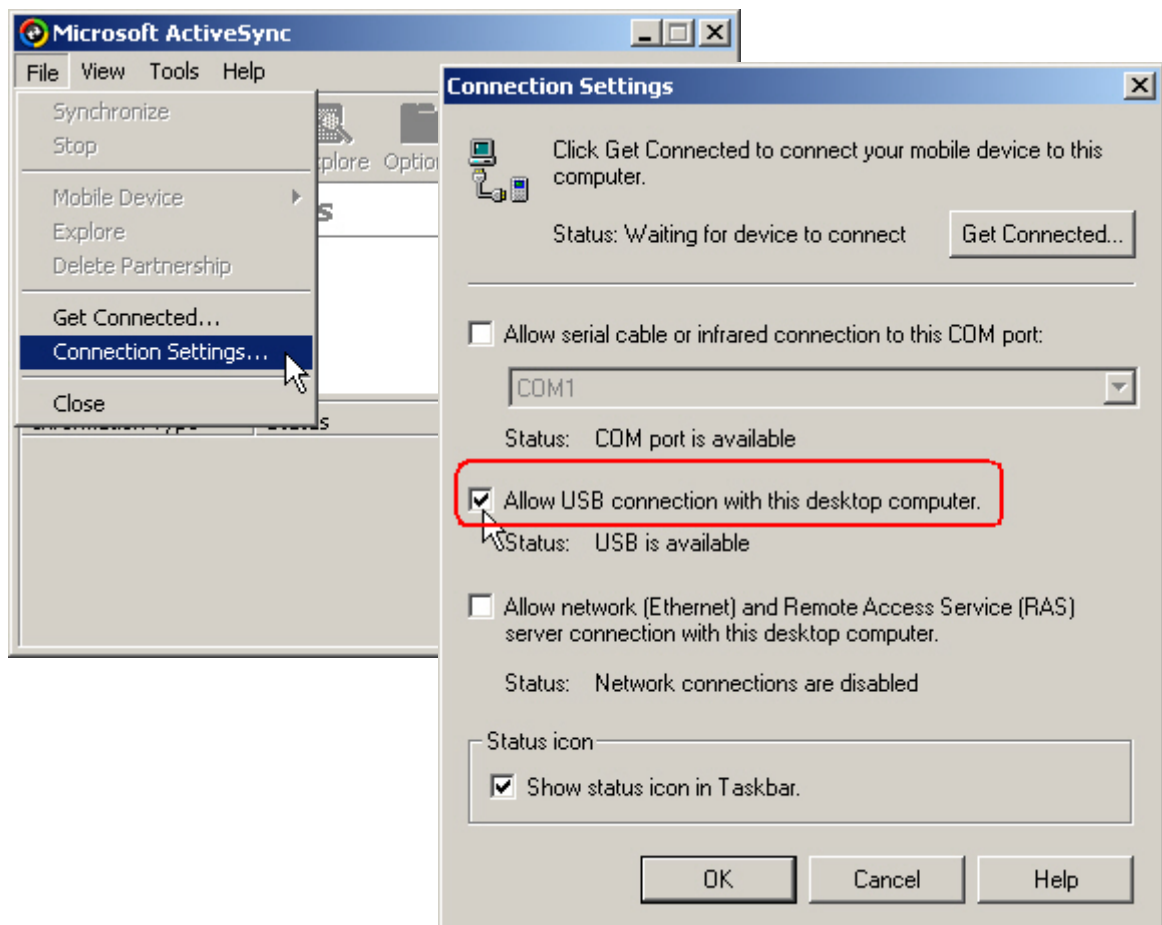 Microsoft ActiveSync
File View Tools Help
Synchronize
Stop
Mobile Device
Explore
Delete Partnership
Get Connected...
Connection Settings...
Close
Connection Settings
Click Get Connected to connect your mobile device to this
computer.
Status: Waiting for device to connect
Get Connected...
Allow serial cable or infrared connection to this COM port:
COM1
Status: COM port is available
Allow USB connection with this desktop computer.
Status: USB is available
Allow network (Ethernet) and Remote Access Service (RAS)
server connection with this desktop computer.
Status: Network connections are disabled
Status icon
Show status icon in Taskbar.
OK Cancel Help